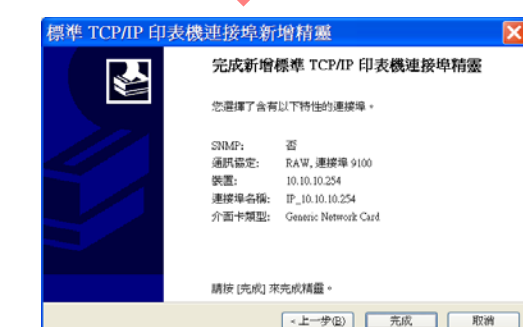 標準 TCP/IP 印表機連接埠新增精靈
完成新增標準 TCP/IP 印表機連接埠精靈
您選擇了含有以下特性的連接埠。
SNMP: 否
通訊協定: RAW, 連接埠 9100
裝置: 10.10.10.254
連接埠名稱: IP_10.10.10.254
介面卡類型: Generic Network Card
請按 [完成] 來完成精靈。
<上一步(B) 完成 取消